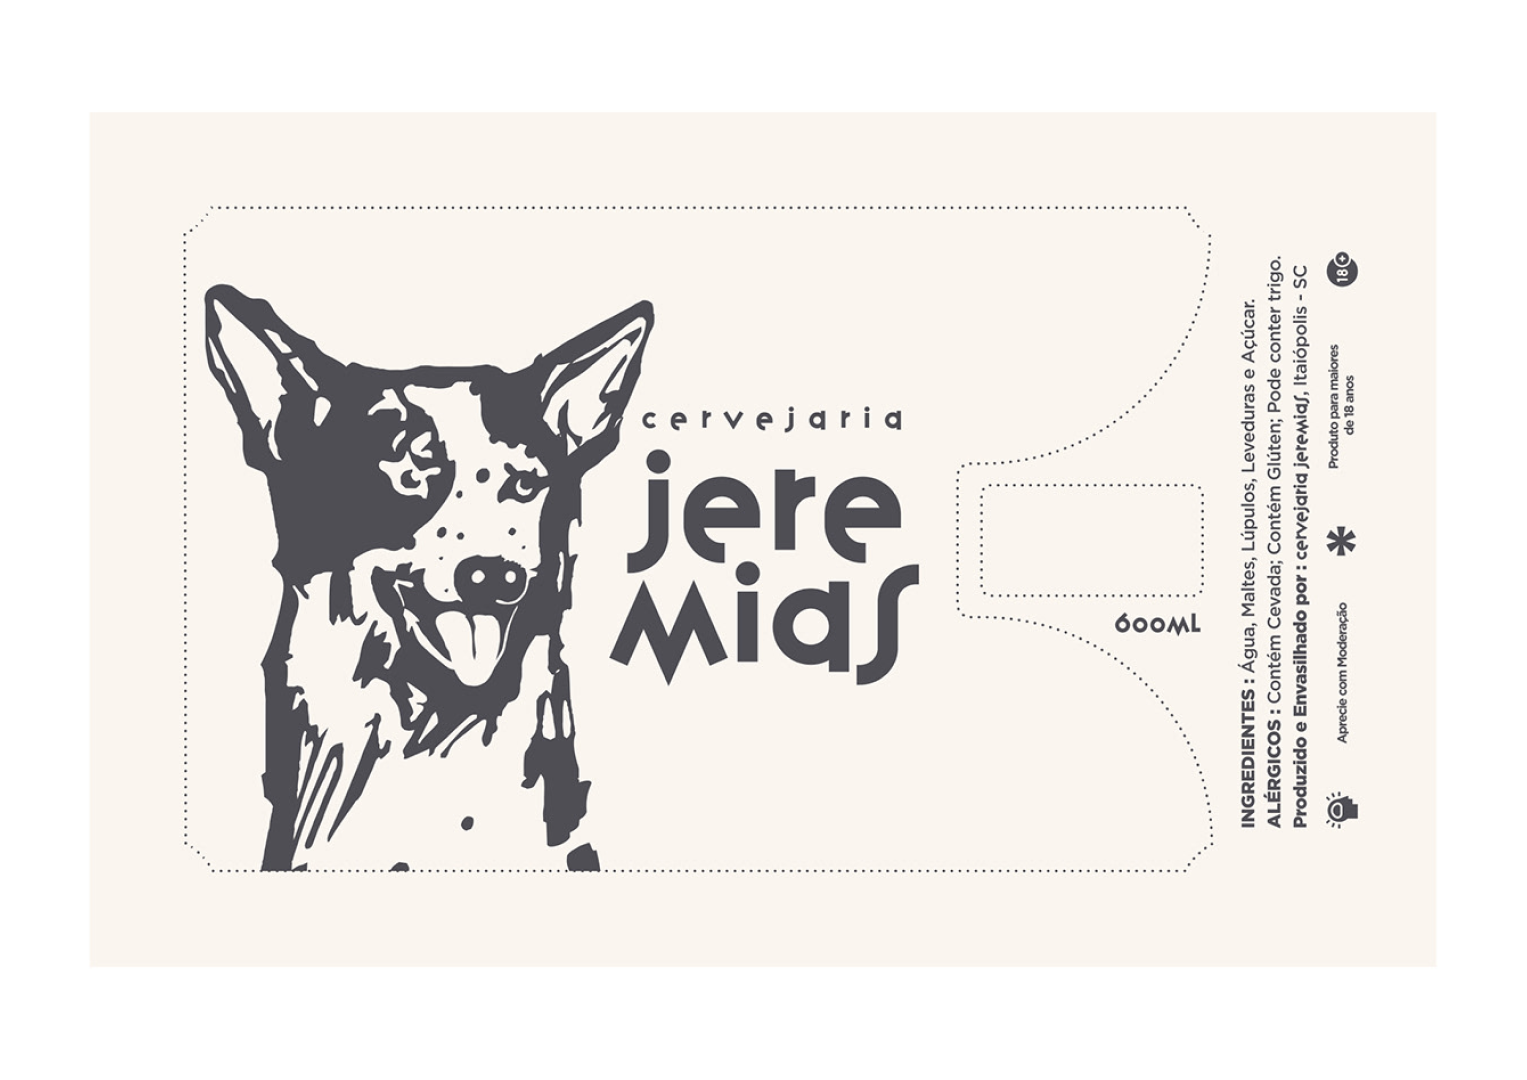 cervejaria
jere
mias
600ML
INGREDIENTES : Água, Maltes, Lúpulos, Leveduras e Açúcar.
ALÉRGICOS : Contém Cevada; Contém Glúten; Pode conter trigo.
Produzido e Envasilhado por : cervejaria jeremias, Itaiópolis - SC
Aprecie com Moderação
Produto para maiores
de 18 anos
18+